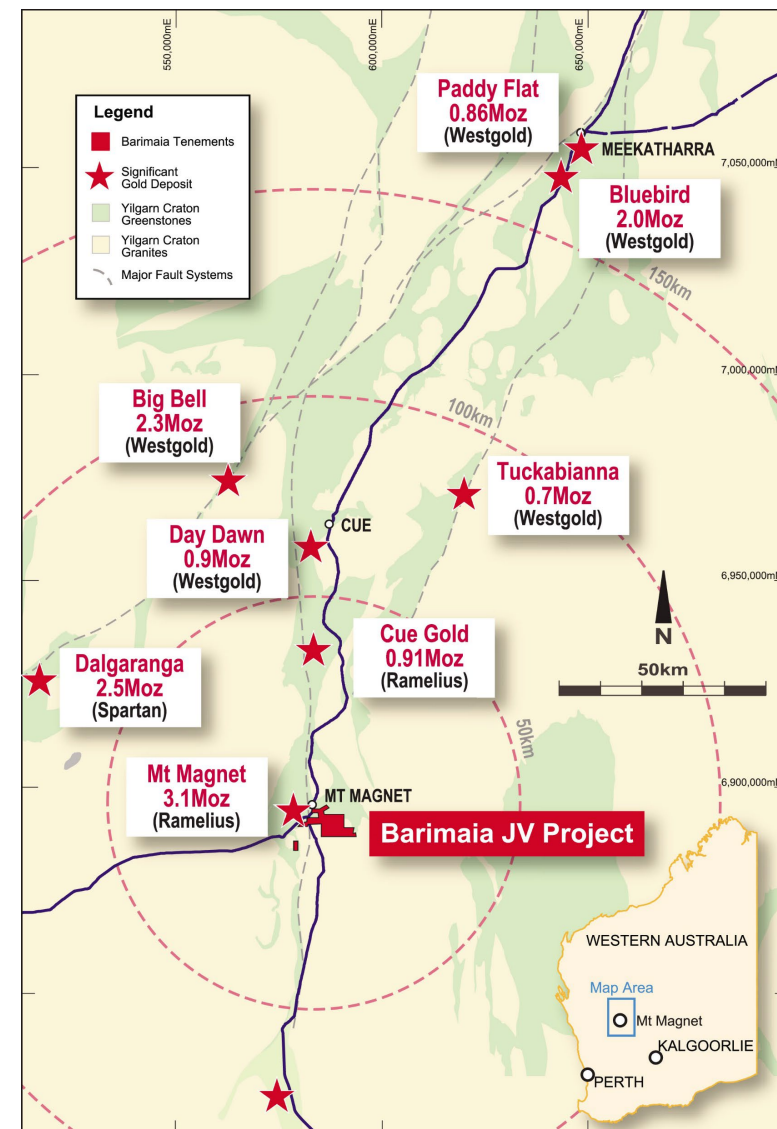 550,000mE
600,000mE
650,000mE
Legend
Barimaia Tenements
Significant
Gold Deposit
Yilgarn Craton
Greenstones
Yilgarn Craton
Granites
Major Fault Systems
Paddy Flat
0.86Moz
(Westgold)
MEEKATHARRA
7,050,000mN
Bluebird
2.0Moz
(Westgold)
150km
7,000,000mN
Big Bell
2.3Moz
(Westgold)
100km
Tuckabianna
0.7Moz
(Westgold)
CUE
Day Dawn
0.9Moz
(Westgold)
6,950,000mN
Cue Gold
0.91Moz
(Ramelius)
N
50km
Dalgaranga
2.5Moz
(Spartan)
50km
Mt Magnet
3.1Moz
(Ramelius)
MT MAGNET
6,900,000mN
Barimaia JV Project
WESTERN AUSTRALIA
Map Area
Mt Magnet
KALGOORLIE
PERTH